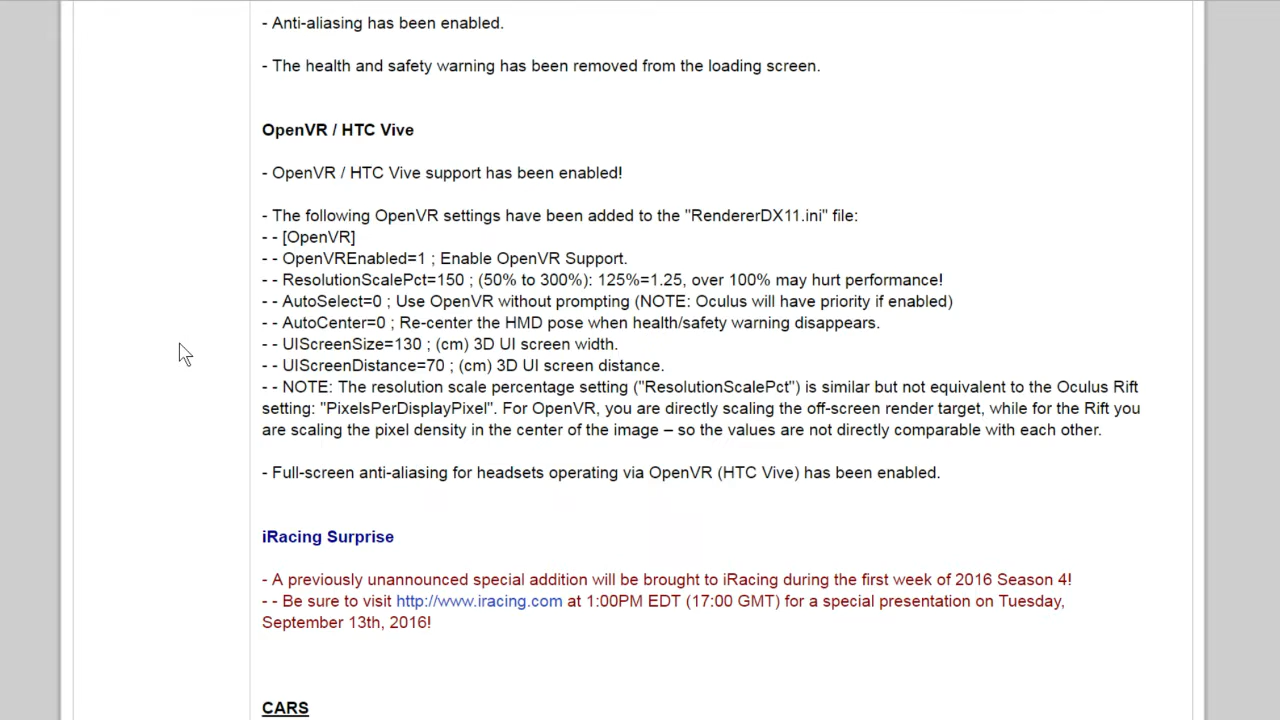 - Anti-aliasing has been enabled.
- The health and safety warning has been removed from the loading screen.
OpenVR / HTC Vive
- OpenVR / HTC Vive support has been enabled!
- The following OpenVR settings have been added to the "RendererDX11.ini" file:
- - [OpenVR]
- - OpenVREnabled=1 ; Enable OpenVR Support.
- - ResolutionScalePct=150 ; (50% to 300%): 125%=1.25, over 100% may hurt performance!
- - AutoSelect=0 ; Use OpenVR without prompting (NOTE: Oculus will have priority if enabled)
- - AutoCenter=0 ; Re-center the HMD pose when health/safety warning disappears.
- - UIScreenSize=130 ; (cm) 3D UI screen width.
- - UIScreenDistance=70 ; (cm) 3D UI screen distance.
- - NOTE: The resolution scale percentage setting ("ResolutionScalePct") is similar but not equivalent to the Oculus Rift
setting: "PixelsPerDisplayPixel". For OpenVR, you are directly scaling the off-screen render target, while for the Rift you
are scaling the pixel density in the center of the image – so the values are not directly comparable with each other.
- Full-screen anti-aliasing for headsets operating via OpenVR (HTC Vive) has been enabled.
iRacing Surprise
- A previously unannounced special addition will be brought to iRacing during the first week of 2016 Season 4!
- - Be sure to visit http://www.iracing.com at 1:00PM EDT (17:00 GMT) for a special presentation on Tuesday,
September 13th, 2016!
CARS